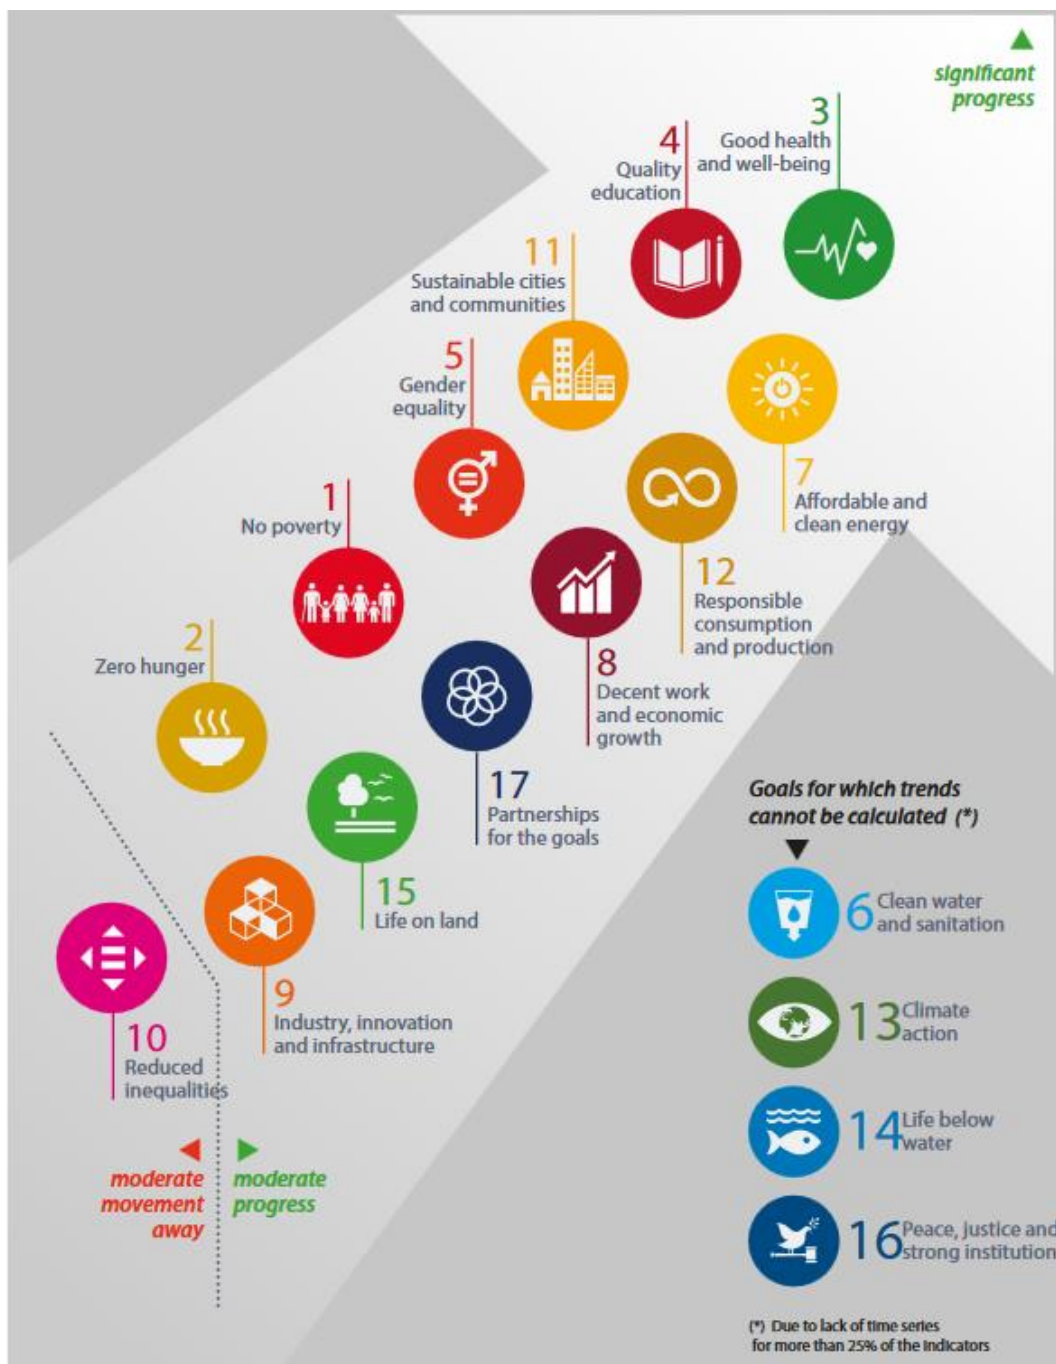 significant
progress
3
Good health
and well-being
4
Quality
education
11
Sustainable cities
and communities
5
Gender
equality
7
Affordable and
clean energy
1
No poverty
12
Responsible
consumption
and production
2
Zero hunger
8
Decent work
and economic
growth
17
Partnerships
for the goals
15
Life on land
9
Industry, innovation
and infrastructure
10
Reduced
inequalities
moderate
movement
away
moderate
progress
Goals for which trends
cannot be calculated (*)
6 Clean water
and sanitation
13 Climate
action
14 Life below
water
16 Peace, justice and
strong institution
(*) Due to lack of time series
for more than 25% of the indicators